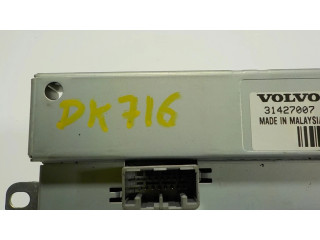 DK716
VOLVO
31427007
MADE IN MALAYSIA